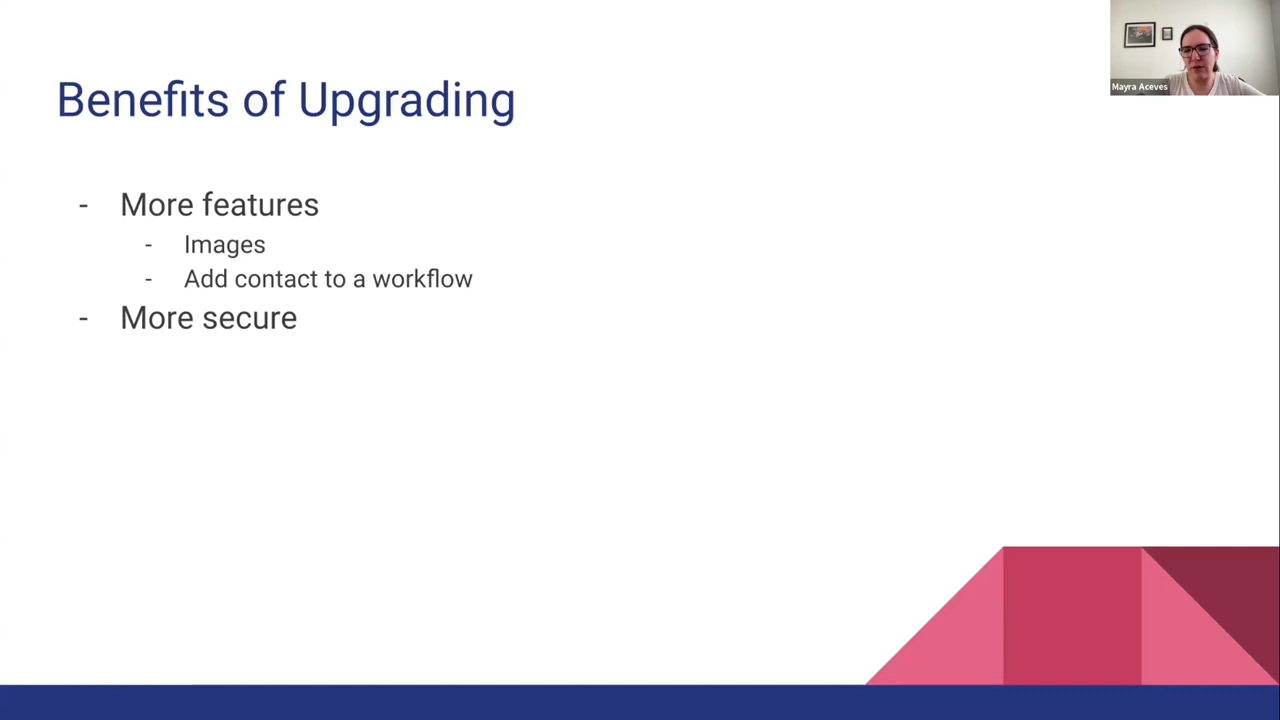 Benefits of Upgrading
- More features
- Images
- Add contact to a workflow
- More secure
Mayra Aceves